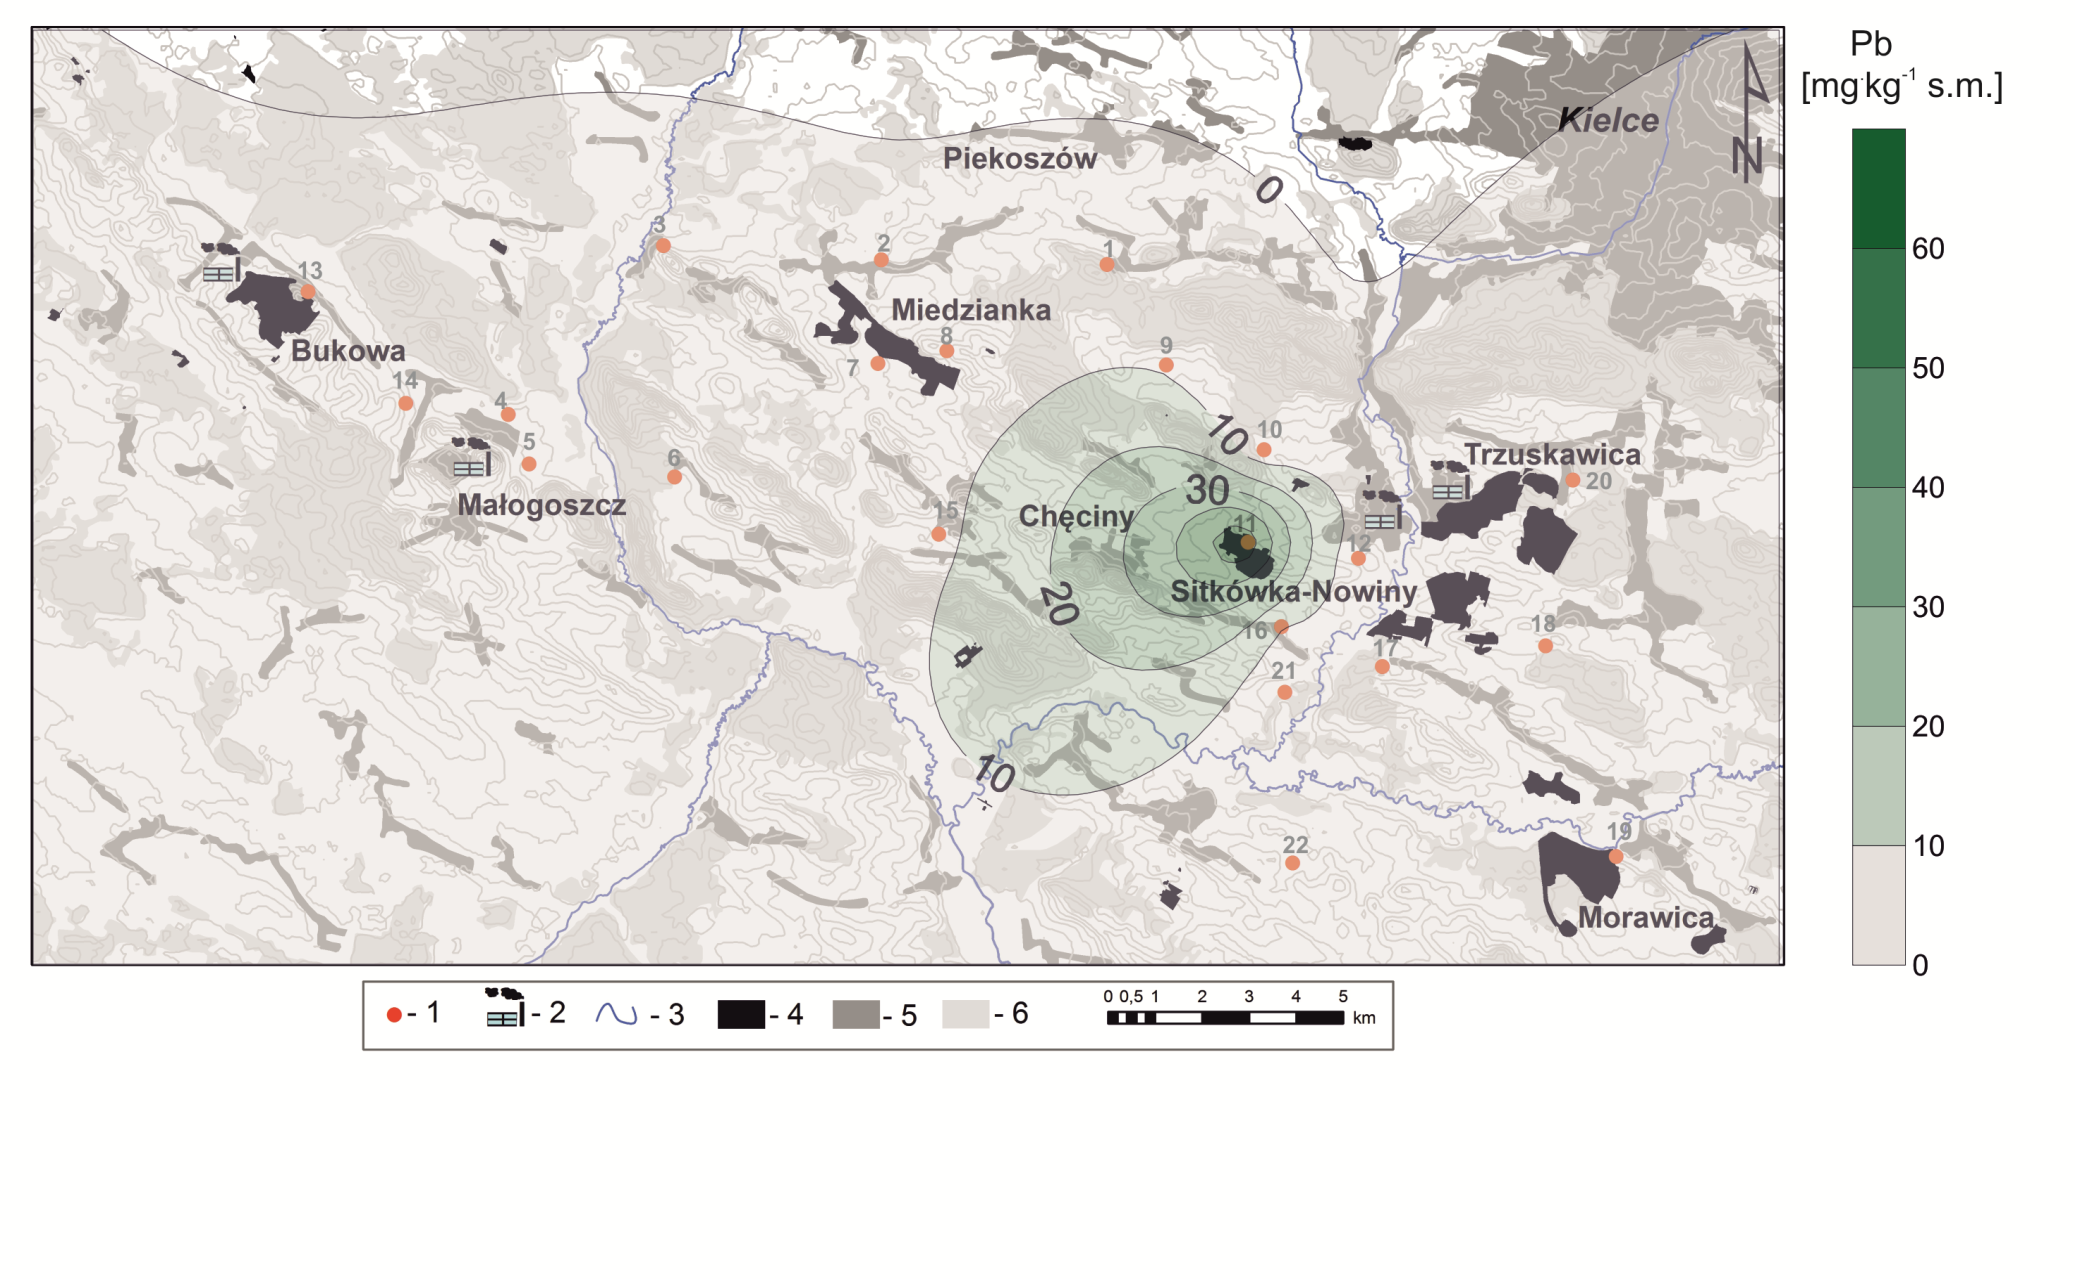 Pb
[mg·kg⁻¹ s.m.]
Kielce
N
Piekoszów
0
3
2
1
13
Miedzianka
8
7
9
Bukowa
14
4
5
6
10
10
Trzuskawica
20
Małogoszcz
30
15
Chęciny
11
12
Sitkówka-Nowiny
20
16
18
17
21
10
19
22
Morawica
60
50
40
30
20
10
0
- 1
- 2
- 3
- 4
- 5
- 6
0 0,5 1 2 3 4 5
km